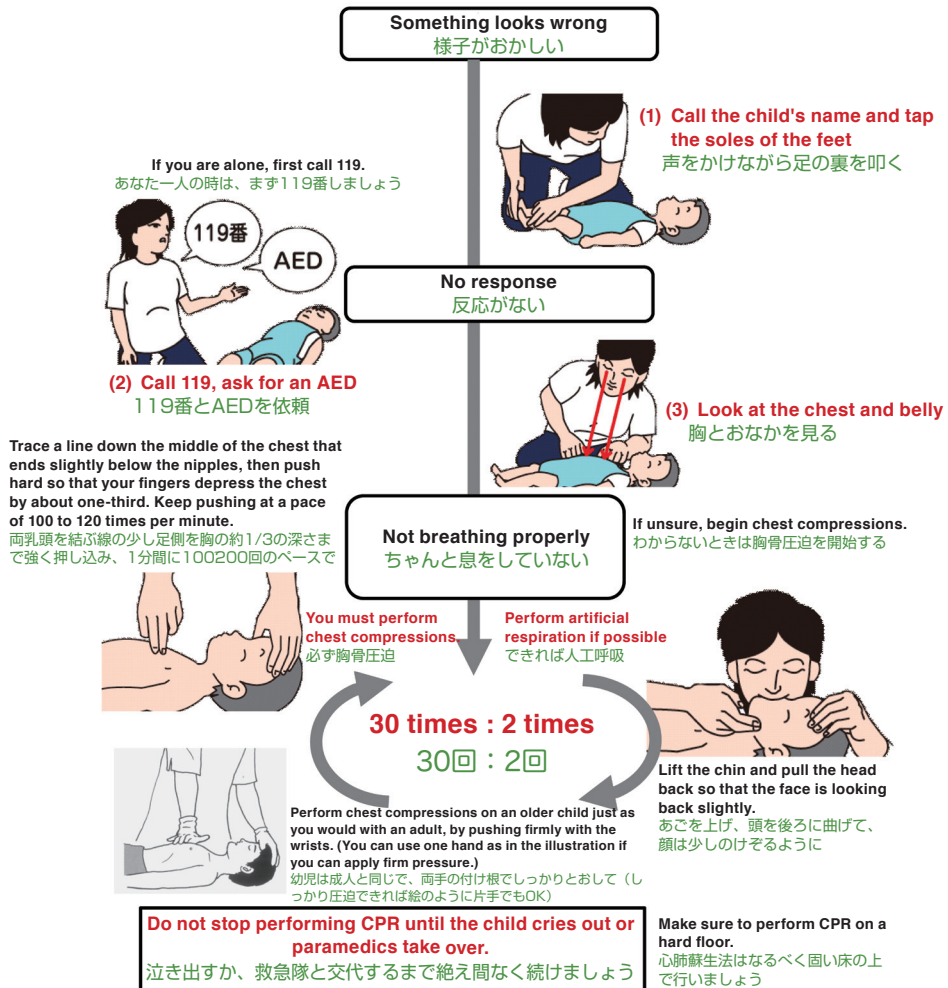 Something looks wrong
様子がおかしい
(1) Call the child's name and tap
the soles of the feet
声をかけながら足の裏を叩く
If you are alone, first call 119.
あなた一人の時は、まず119番しましょう
119番
AED
No response
反応がない
(2) Call 119, ask for an AED
119番とAEDを依頼
(3) Look at the chest and belly
胸とおなかを見る
Trace a line down the middle of the chest that
ends slightly below the nipples, then push
hard so that your fingers depress the chest
by about one-third. Keep pushing at a pace
of 100 to 120 times per minute.
両乳頭を結ぶ線の少し足側を胸の約1/3の深さま
で強く押し込み、1分間に100200回のペースで
Not breathing properly
ちゃんと息をしていない
If unsure, begin chest compressions.
わからないときは胸骨圧迫を開始する
You must perform
chest compressions
必ず胸骨圧迫
Perform artificial
respiration if possible
できれば人工呼吸
30 times : 2 times
30回：2回
Lift the chin and pull the head
back so that the face is looking
back slightly.
あごを上げ、頭を後ろに曲げて、
顔は少しのけぞるように
Perform chest compressions on an older child just as
you would with an adult, by pushing firmly with the
wrists. (You can use one hand as in the illustration if
you can apply firm pressure.)
幼児は成人と同じで、両手の付け根でしっかりとおして（し
っかり圧迫できれば絵のように片手でもOK）
Do not stop performing CPR until the child cries out or
paramedics take over.
泣き出すか、救急隊と交代するまで絶え間なく続けましょう
Make sure to perform CPR on a
hard floor.
心肺蘇生法はなるべく固い床の上
で行いましょう